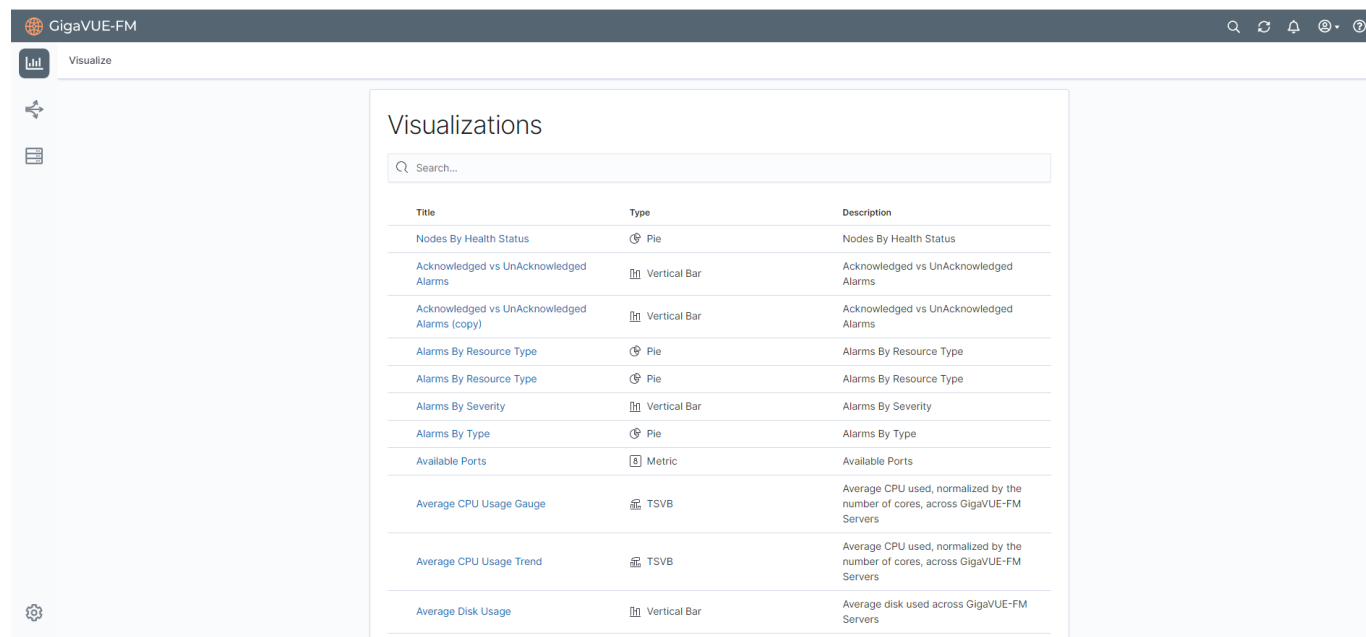 GigaVUE-FM
Visualize
Visualizations
Search...
Title Type Description
Nodes By Health Status Pie Nodes By Health Status
Acknowledged vs UnAcknowledged Alarms Vertical Bar Acknowledged vs UnAcknowledged Alarms
Acknowledged vs UnAcknowledged Alarms (copy) Vertical Bar Acknowledged vs UnAcknowledged Alarms
Alarms By Resource Type Pie Alarms By Resource Type
Alarms By Resource Type Pie Alarms By Resource Type
Alarms By Severity Vertical Bar Alarms By Severity
Alarms By Type Pie Alarms By Type
Available Ports 8 Metric Available Ports
Average CPU Usage Gauge TSVB Average CPU used, normalized by the number of cores, across GigaVUE-FM Servers
Average CPU Usage Trend TSVB Average CPU used, normalized by the number of cores, across GigaVUE-FM Servers
Average Disk Usage Vertical Bar Average disk used across GigaVUE-FM Servers